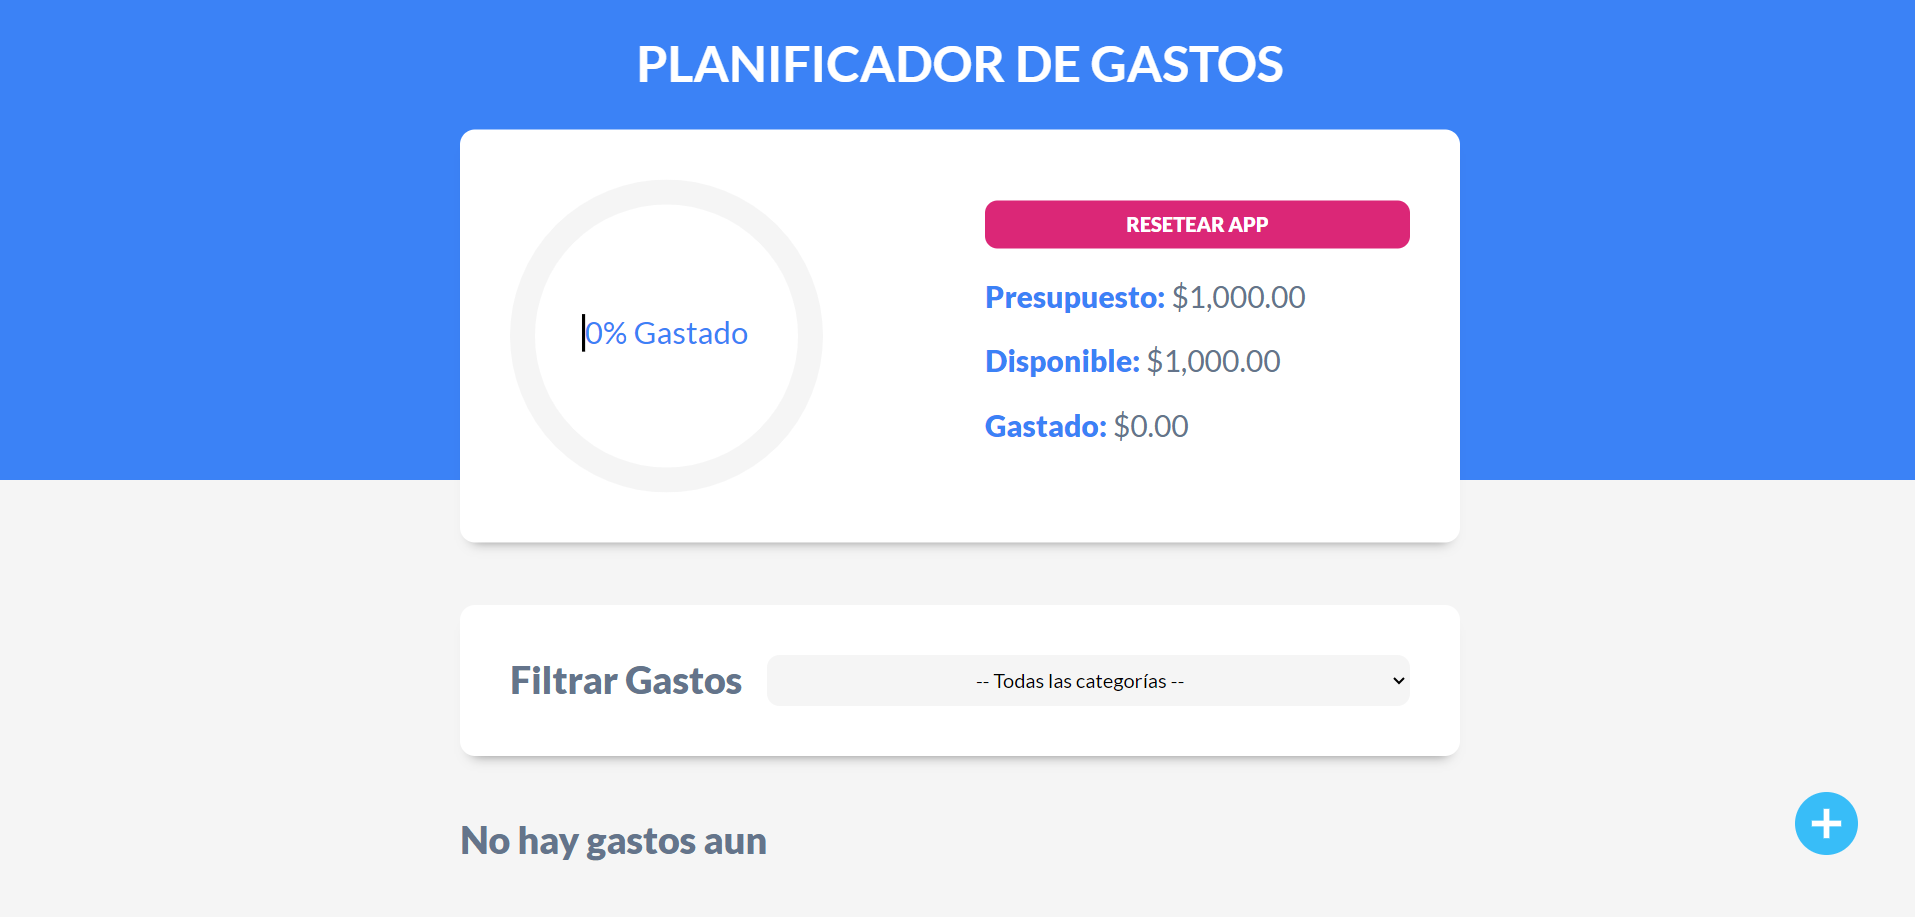 PLANIFICADOR DE GASTOS
0% Gastado
RESETEAR APP
Presupuesto: $1,000.00
Disponible: $1,000.00
Gastado: $0.00
Filtrar Gastos
-- Todas las categorías --
No hay gastos aun